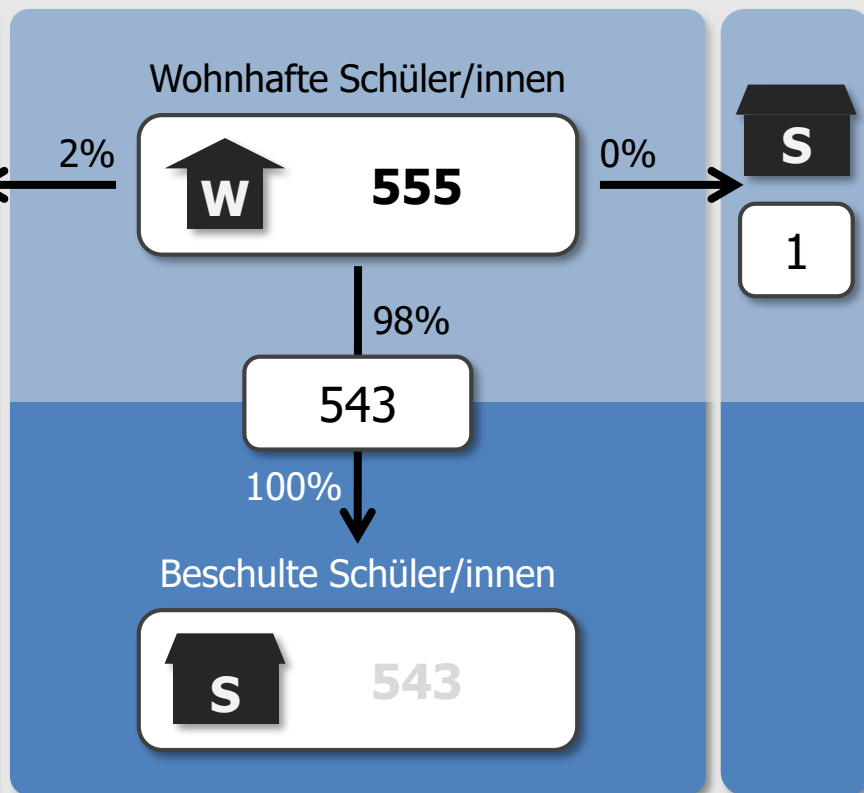 Wohnhafte Schüler/innen
2%
W
555
0%
S
1
98%
543
100%
Beschulte Schüler/innen
S
543